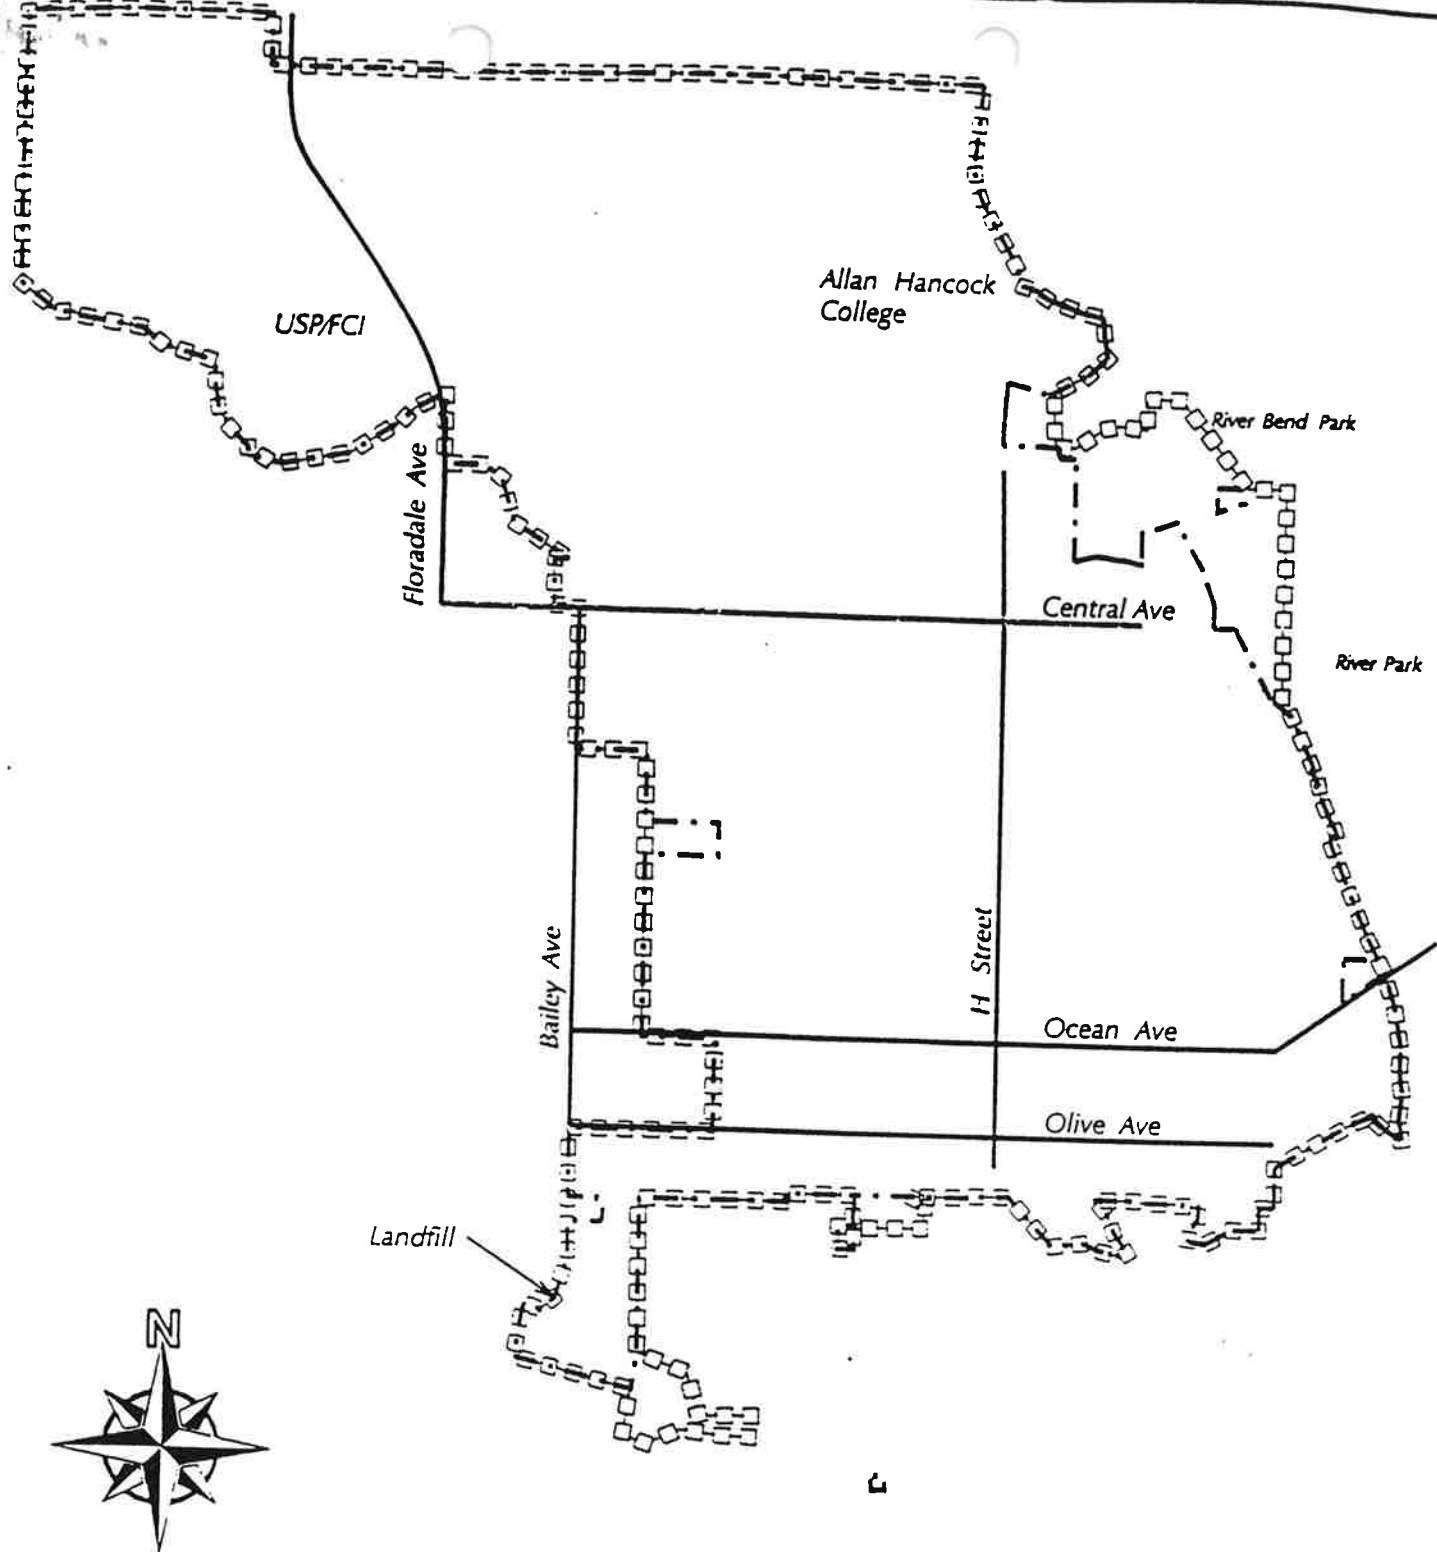 Allan Hancock
College
USP/FCI
River Bend Park
Floradale Ave
Central Ave
River Park
Bailey Ave
H Street
Ocean Ave
Olive Ave
Landfill
N